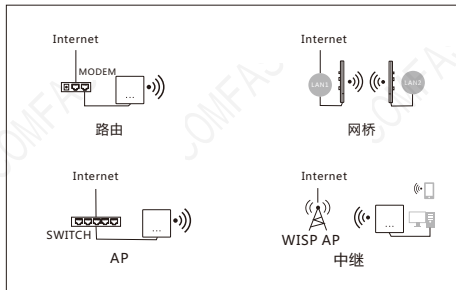 Internet
MODEM
路由
Internet
LAN1
LAN2
网桥
Internet
SWITCH
AP
Internet
WISP AP
中继